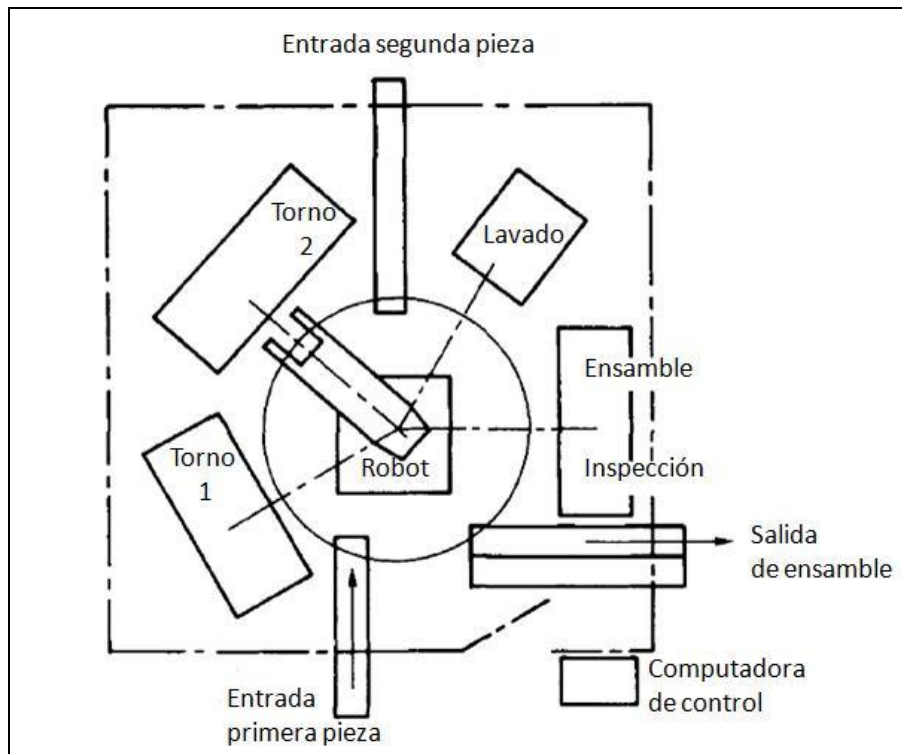 Entrada segunda pieza
Torno
2
Lavado
Ensamble
Torno
1
Robot
Inspección
Salida
de ensamble
Entrada
primera pieza
Computadora
de control